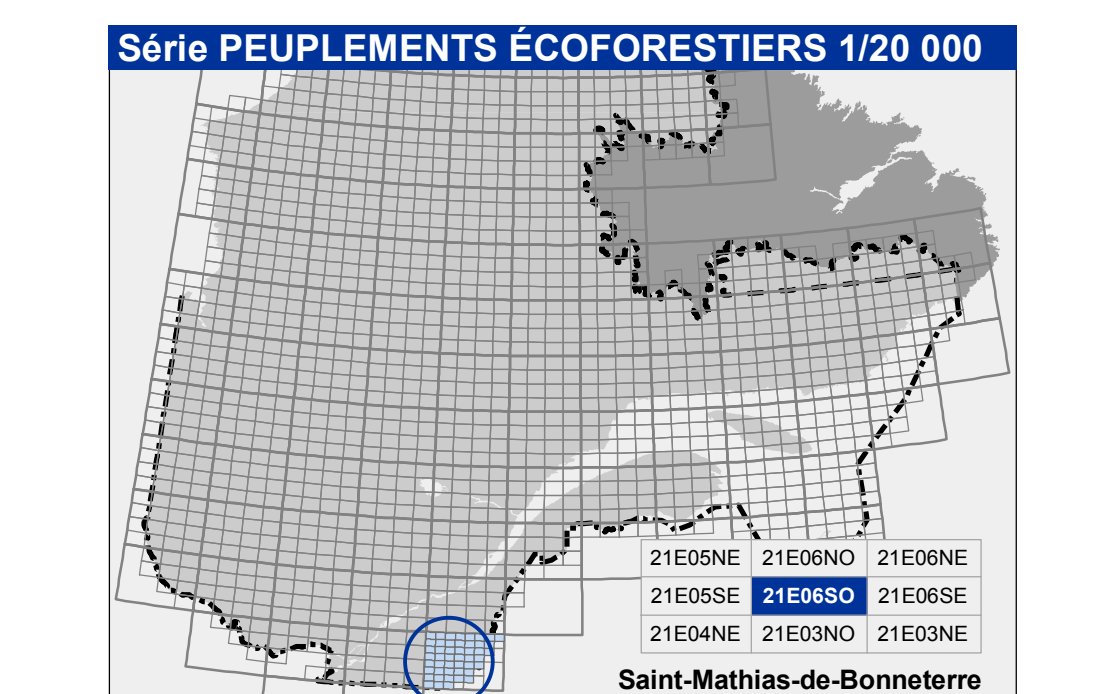 Série PEUPLEMENTS ÉCOFORESTIERS 1/20 000
21E05NE 21E06NO 21E06NE
21E05SE 21E06SO 21E06SE
21E04NE 21E03NO 21E03NE
Saint-Mathias-de-Bonneterre